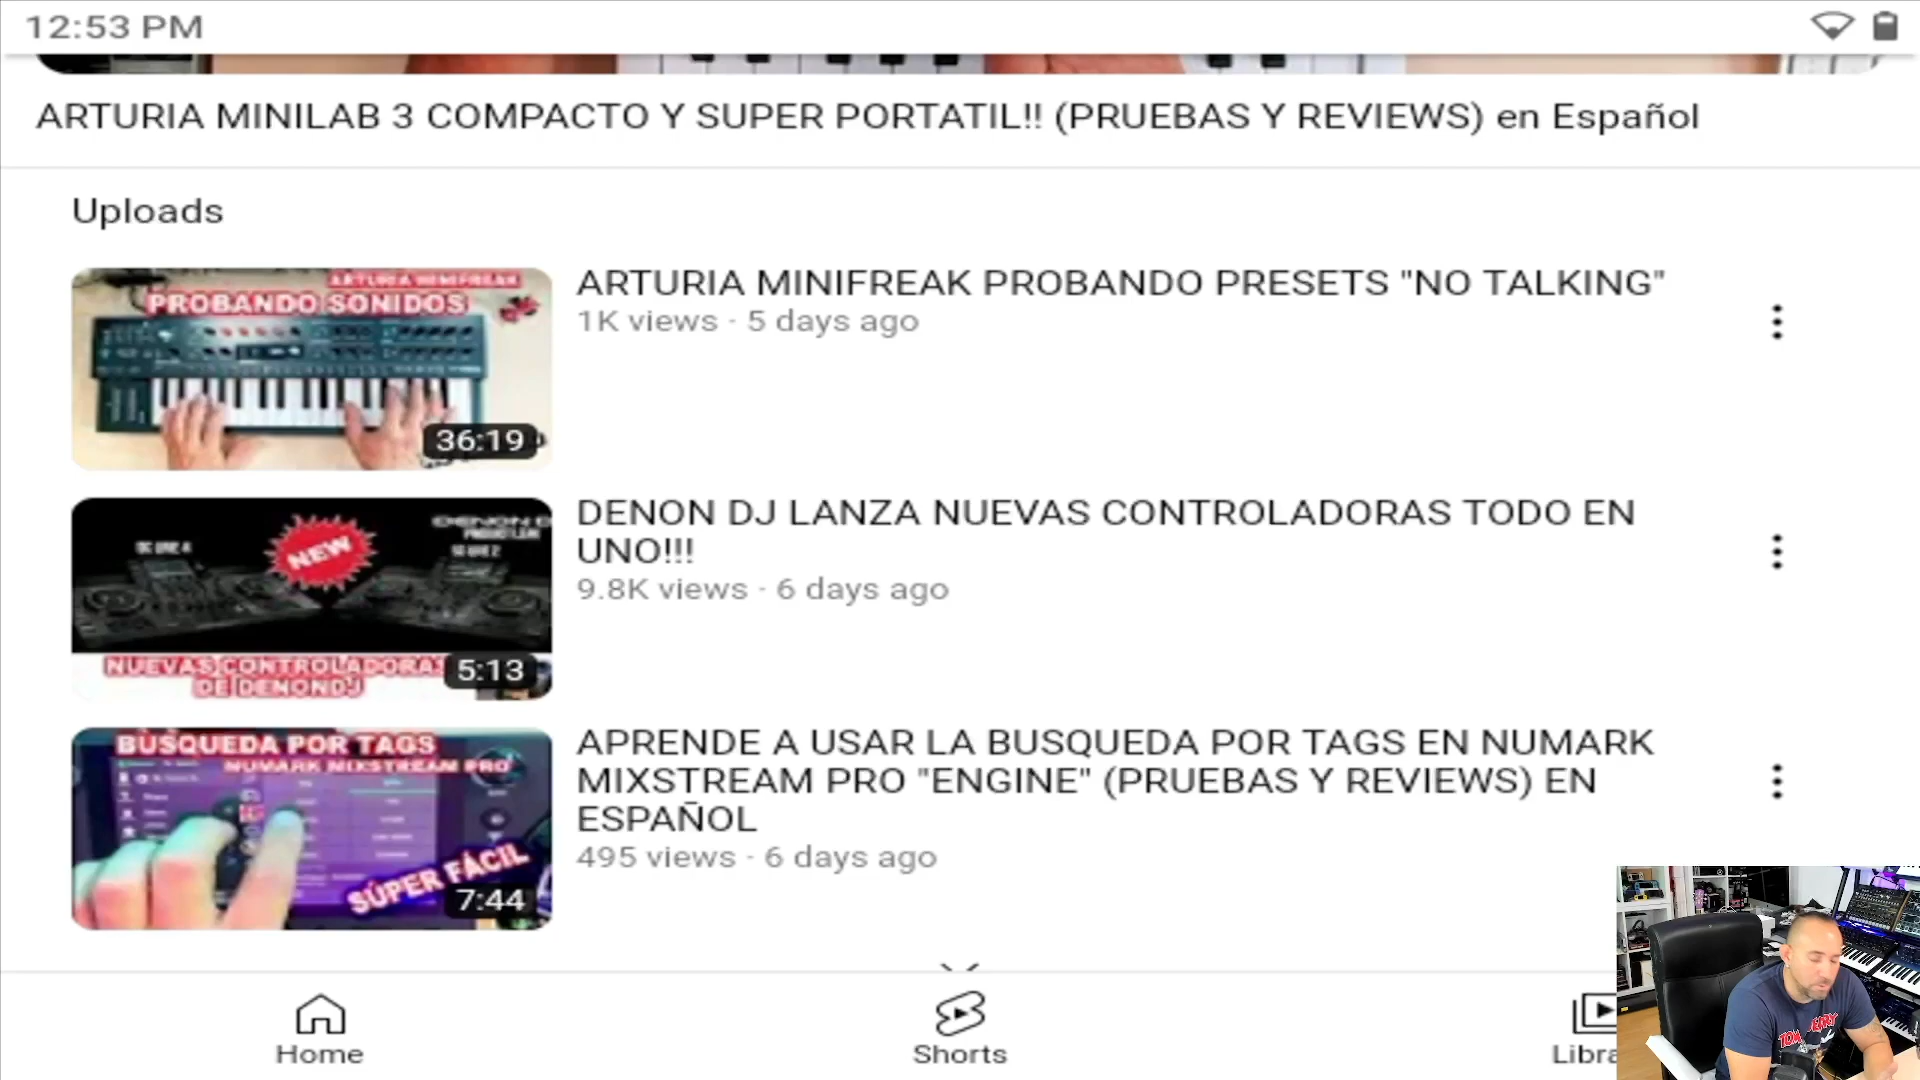 12:53 PM
ARTURIA MINILAB 3 COMPACTO Y SUPER PORTATIL!! (PRUEBAS Y REVIEWS) en Español
Uploads
ARTURIA MINIFREAK
PROBANDO SONIDOS
36:19
ARTURIA MINIFREAK PROBANDO PRESETS "NO TALKING"
1K views · 5 days ago
NEW
NUEVAS CONTROLADORAS
DE DENONDJ
5:13
DENON DJ LANZA NUEVAS CONTROLADORAS TODO EN
UNO!!!
9.8K views · 6 days ago
BUSQUEDA POR TAGS
NUMARK MIXSTREAM PRO
SÚPER FÁCIL
7:44
APRENDE A USAR LA BUSQUEDA POR TAGS EN NUMARK
MIXSTREAM PRO "ENGINE" (PRUEBAS Y REVIEWS) EN
ESPAÑOL
495 views · 6 days ago
Home
Shorts
Libra